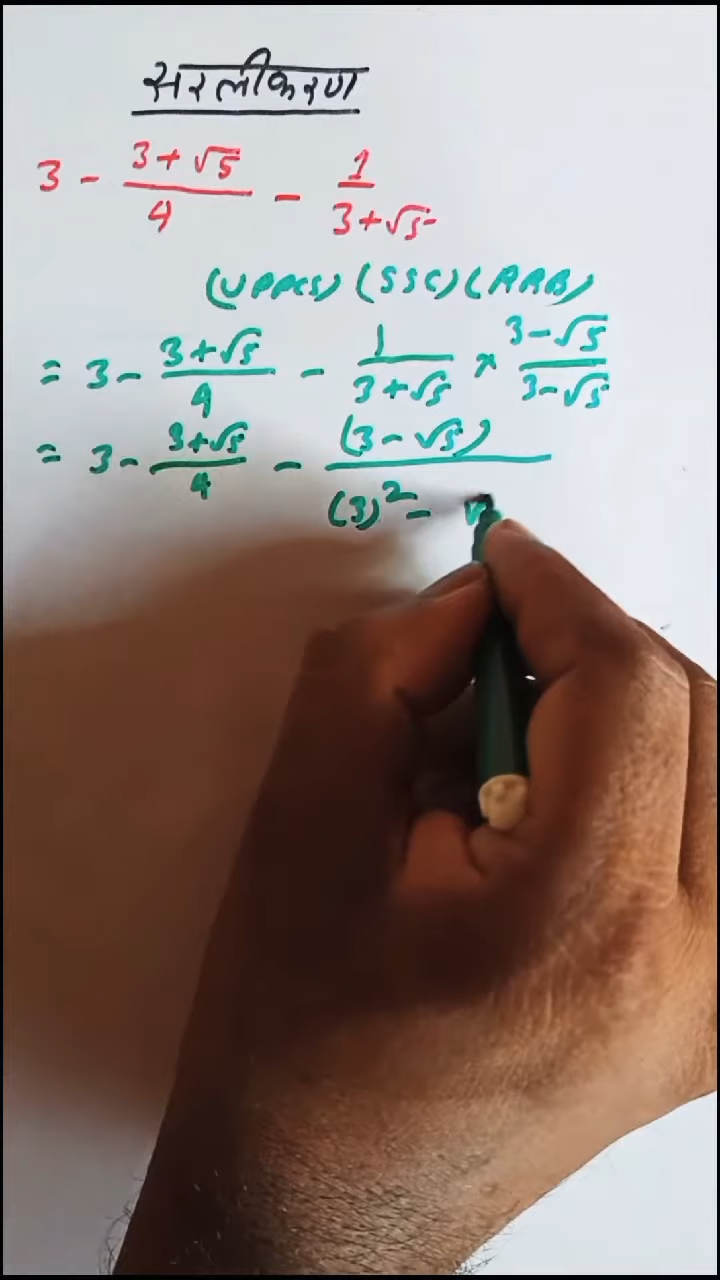 सरलीकरण
3 - (3+√5)/4 - 1/(3+√5)
(UPPCS) (SSC) (RRB)
= 3 - (3+√5)/4 - 1/(3+√5) × (3-√5)/(3-√5)
= 3 - (3+√5)/4 - (3-√5)/((3)² - √